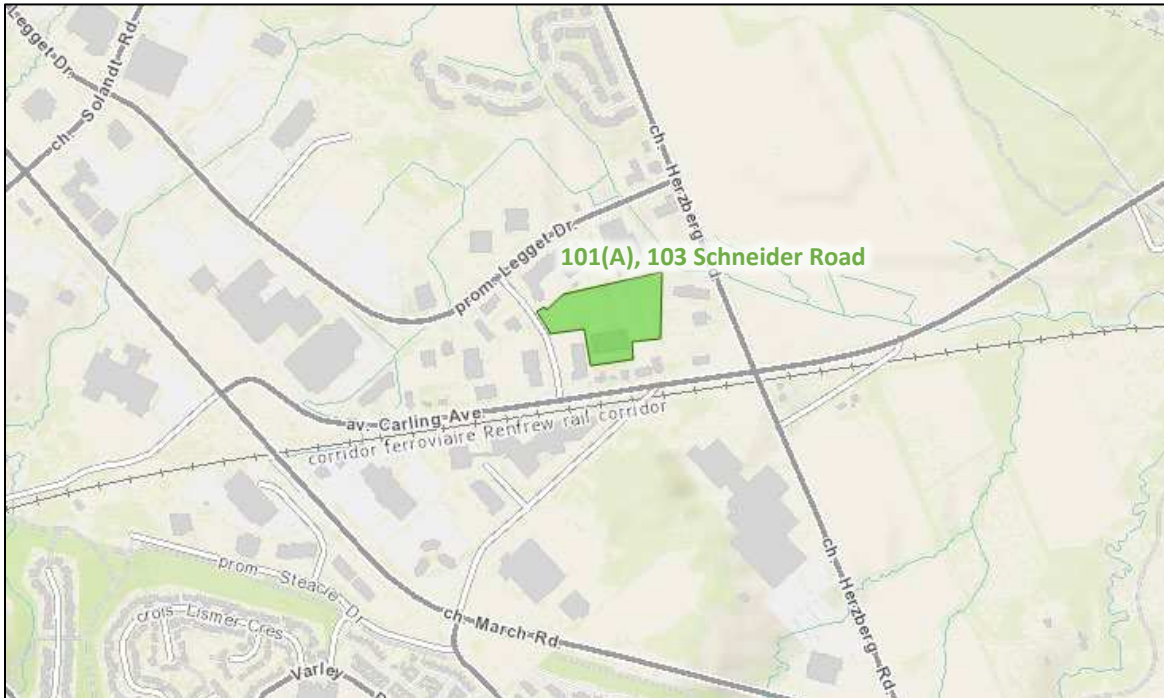 Legget Dr.
ch. Solandt Rd
ch. Herzberg
prom. Legget Dr.
101(A), 103 Schneider Road
av. Carling Ave
corridor ferroviaire Renfrew rail corridor
prom. Steacie Dr
crois Lismer Cres
ch. March Rd
ch. Herzberg Rd
Varley